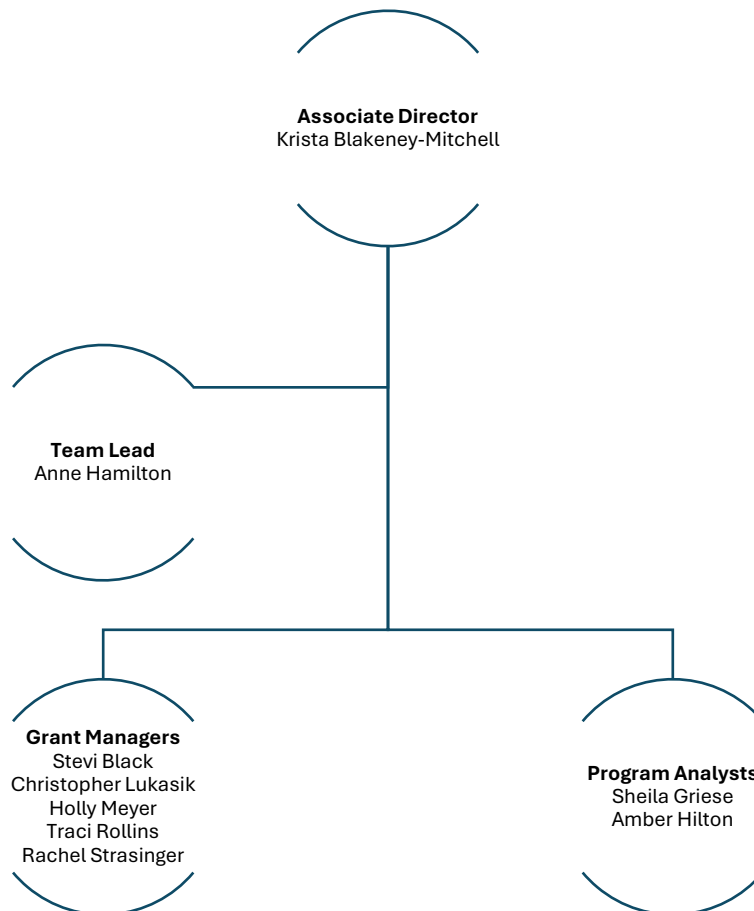 Associate Director
Krista Blakeney-Mitchell
Team Lead
Anne Hamilton
Grant Managers
Stevi Black
Christopher Lukasik
Holly Meyer
Traci Rollins
Rachel Strasinger
Program Analysts
Sheila Griese
Amber Hilton